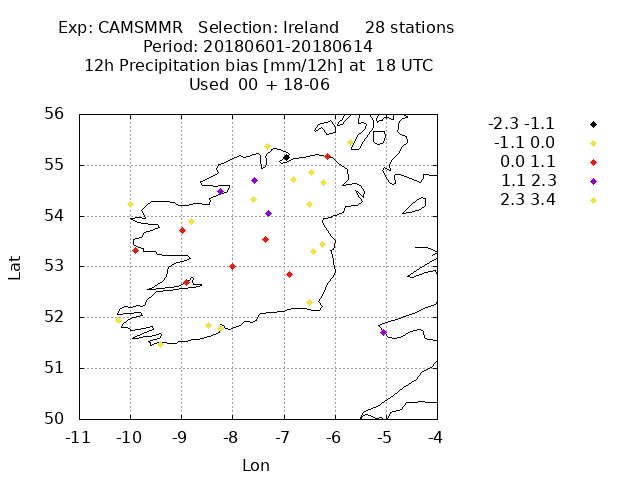 Exp: CAMSMMR Selection: Ireland 28 stations
Period: 20180601-20180614
12h Precipitation bias [mm/12h] at 18 UTC
Used 00 + 18-06
56
55
54
53
52
51
50
-11 -10 -9 -8 -7 -6 -5 -4
Lat
Lon
-2.3 -1.1
-1.1 0.0
0.0 1.1
1.1 2.3
2.3 3.4